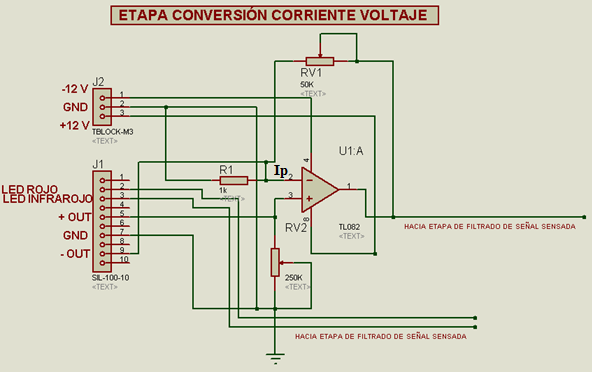 ETAPA CONVERSIÓN CORRIENTE VOLTAJE
RV1
50K
<TEXT>
J2
-12 V
GND
+12 V
1
2
3
TBLOCK-M3
<TEXT>
U1:A
4
R1
1k
<TEXT>
Ip
2
3
1
8
TL082
<TEXT>
J1
LED ROJO
LED INFRAROJO
+ OUT
GND
- OUT
1
2
3
4
5
6
7
8
9
10
SIL-100-10
<TEXT>
RV2
250K
<TEXT>
HACIA ETAPA DE FILTRADO DE SEÑAL SENSADA
HACIA ETAPA DE FILTRADO DE SEÑAL SENSADA